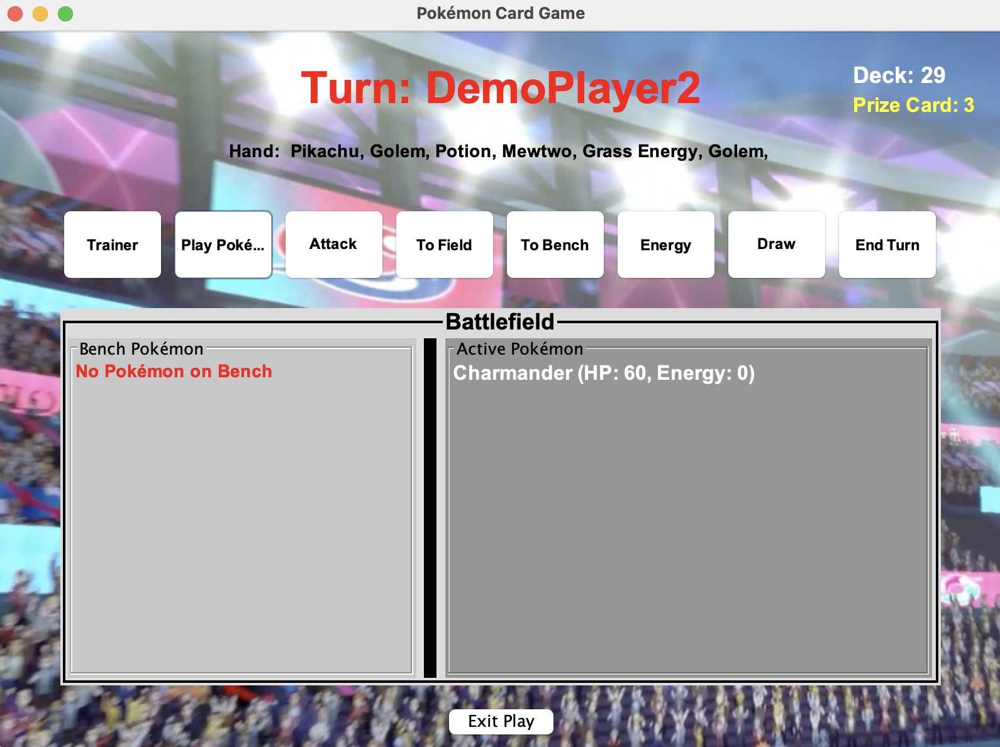 Pokémon Card Game
Turn: DemoPlayer2
Deck: 29
Prize Card: 3
Hand:  Pikachu, Golem, Potion, Mewtwo, Grass Energy, Golem,
Trainer
Play Poké...
Attack
To Field
To Bench
Energy
Draw
End Turn
Battlefield
Bench Pokémon
No Pokémon on Bench
Active Pokémon
Charmander (HP: 60, Energy: 0)
Exit Play